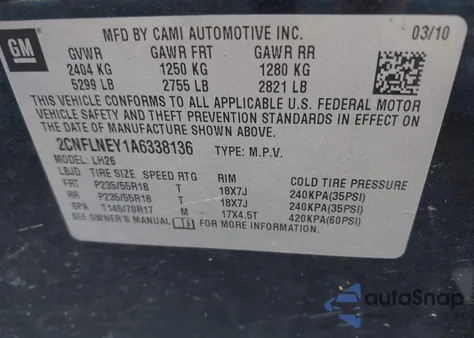 GM
MFD BY CAMI AUTOMOTIVE INC. 03/10
GVWR GAWR FRT GAWR RR
2404 KG 1250 KG 1280 KG
5299 LB 2755 LB 2821 LB
THIS VEHICLE CONFORMS TO ALL APPLICABLE U.S. FEDERAL MOTOR
VEHICLE SAFETY AND THEFT PREVENTION STANDARDS IN EFFECT ON
THE DATE OF MANUFACTURE SHOWN ABOVE.
2CNFLNEY1A6338136 TYPE: M.P.V.
MODEL: LH26
LBJD TIRE SIZE SPEED RTG RIM COLD TIRE PRESSURE
FRT P235/55R18 T 18X7J 240KPA(35PSI)
RR P235/55R18 T 18X7J 240KPA(35PSI)
SPA T145/70R17 M 17X4.5T 420KPA(60PSI)
SEE OWNER'S MANUAL FOR MORE INFORMATION.
autoSnap